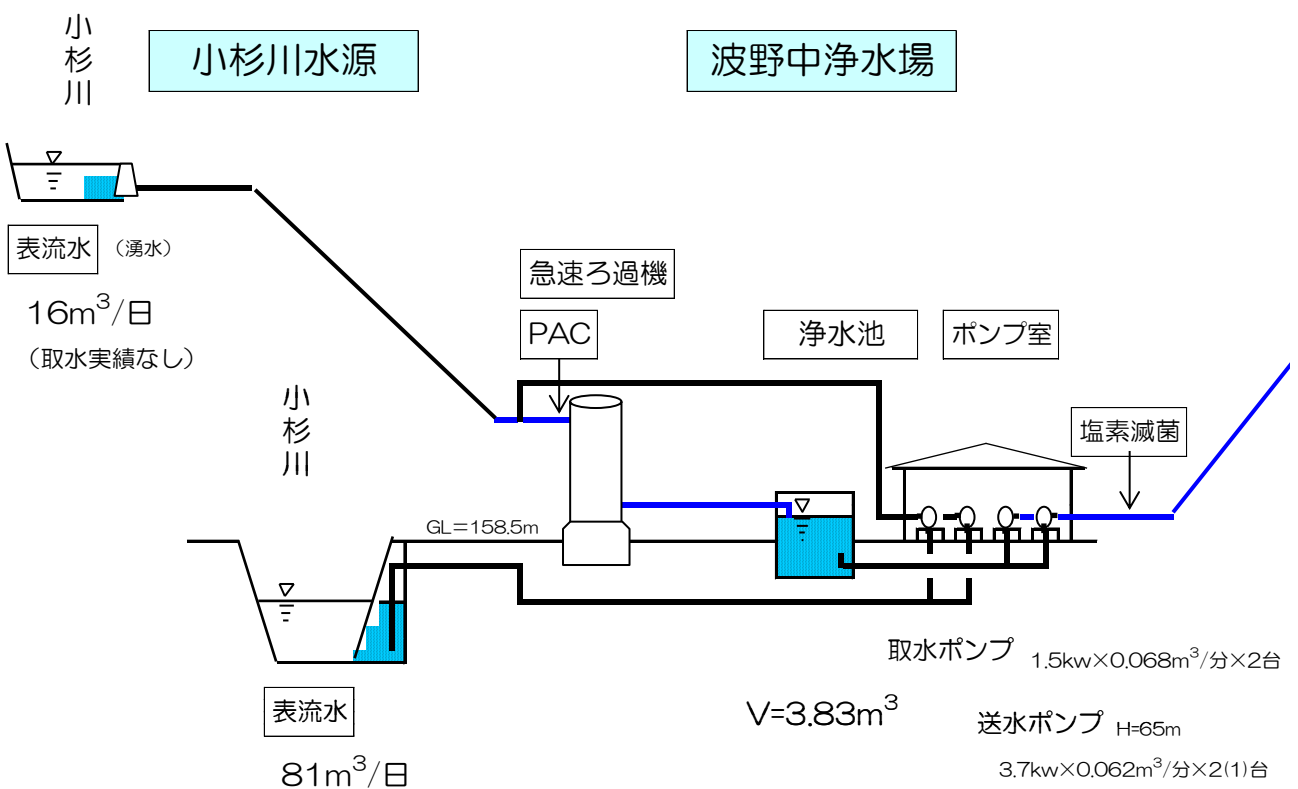 小杉川
小杉川水源
波野中浄水場
表流水
（湧水）
16m³/日
（取水実績なし）
急速ろ過機
PAC
浄水池
ポンプ室
塩素滅菌
小杉川
GL=158.5m
表流水
81m³/日
取水ポンプ 1.5kw×0.068m³/分×2台
V=3.83m³
送水ポンプ H=65m
3.7kw×0.062m³/分×2(1)台